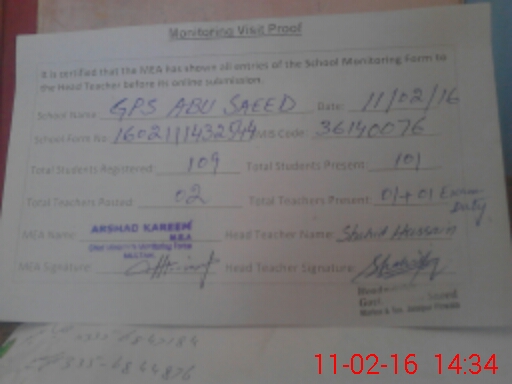 Monitoring Visit Proof
It is certified that the MEA has shown all entries of the School Monitoring Form to
the Head Teacher before its online submission.
School Name: GPS ABU SAEED Date: 11/02/16
School Form No: Code: 36140076
Total Students Registered: 109 Total Students Present: 101
Total Teachers Posted: 02 Total Teachers Present: 01+01 Exam
Duty
MEA Name: ARSHAD KAREEM Head Teacher Name: Shahid Hussain
M.E.A
MEA Signature: Head Teacher Signature:
11-02-16 14:34